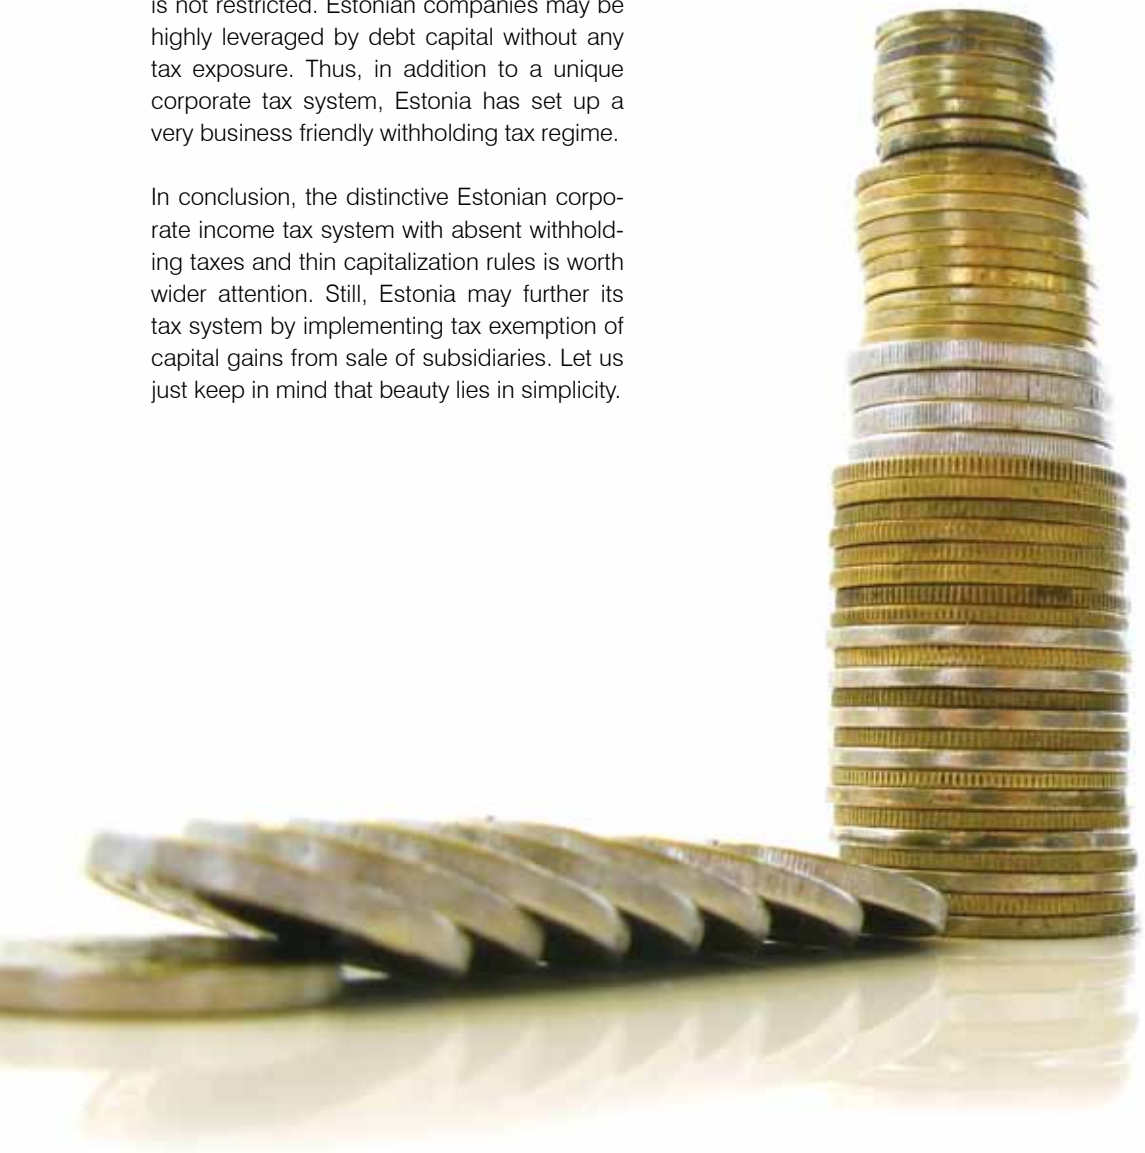 is not restricted. Estonian companies may be
highly leveraged by debt capital without any
tax exposure. Thus, in addition to a unique
corporate tax system, Estonia has set up a
very business friendly withholding tax regime.
In conclusion, the distinctive Estonian corpo-
rate income tax system with absent withhold-
ing taxes and thin capitalization rules is worth
wider attention. Still, Estonia may further its
tax system by implementing tax exemption of
capital gains from sale of subsidiaries. Let us
just keep in mind that beauty lies in simplicity.